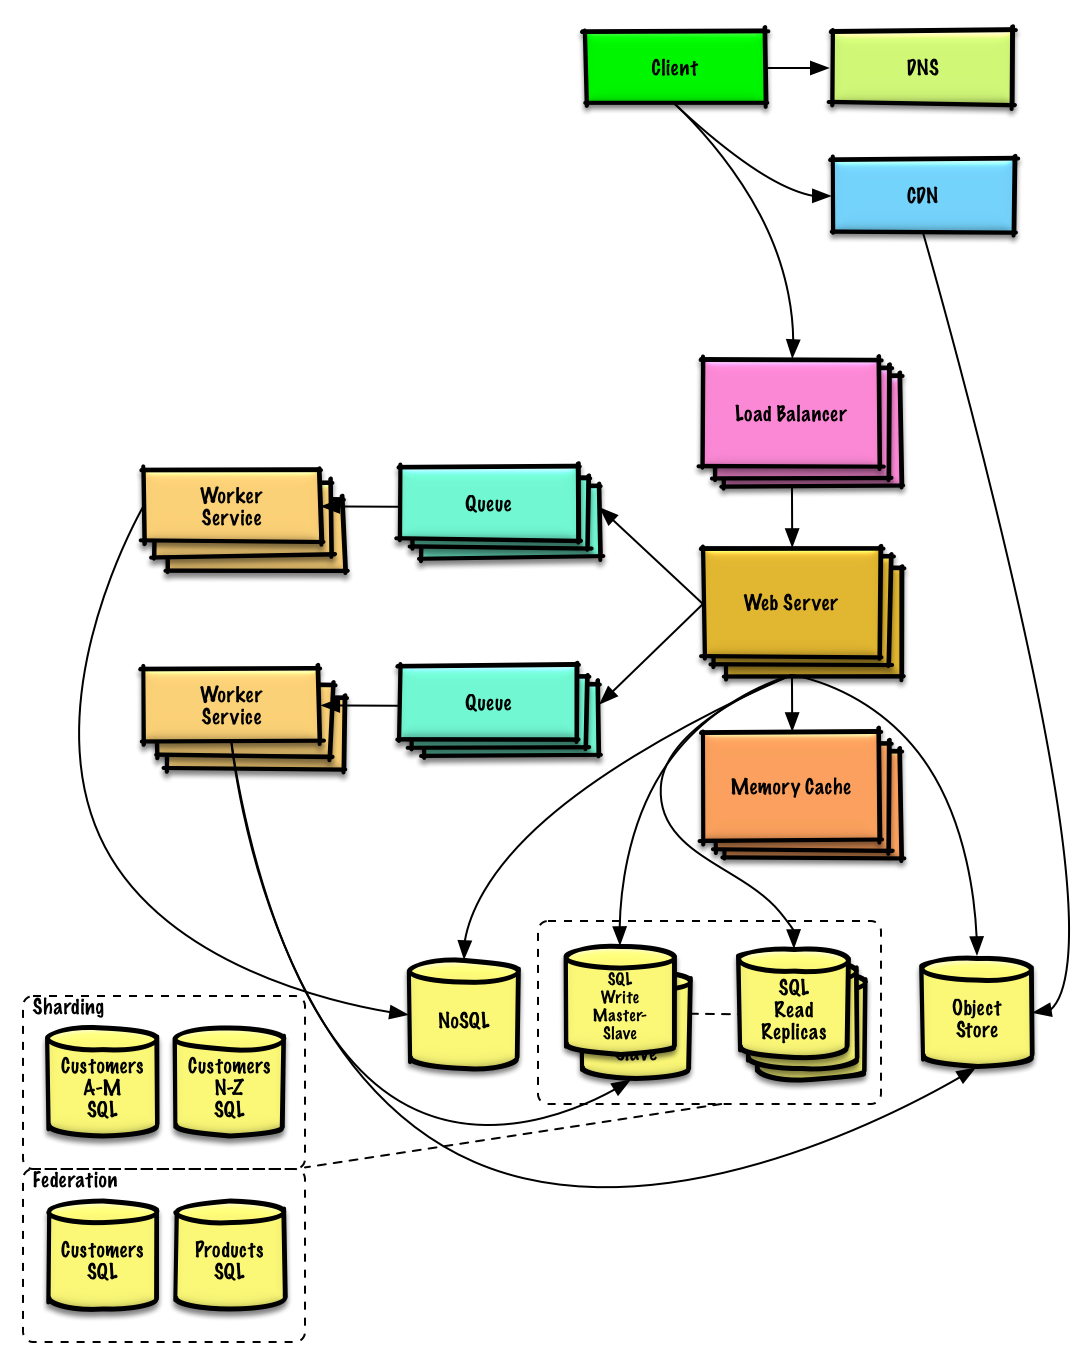 Client
DNS
CDN
Load Balancer
Worker
Service
Queue
Web Server
Worker
Service
Queue
Memory Cache
NoSQL
SQL
Write
Master-
Slave
Slave
SQL
Read
Replicas
Object
Store
Sharding
Customers
A-M
SQL
Customers
N-Z
SQL
Federation
Customers
SQL
Products
SQL